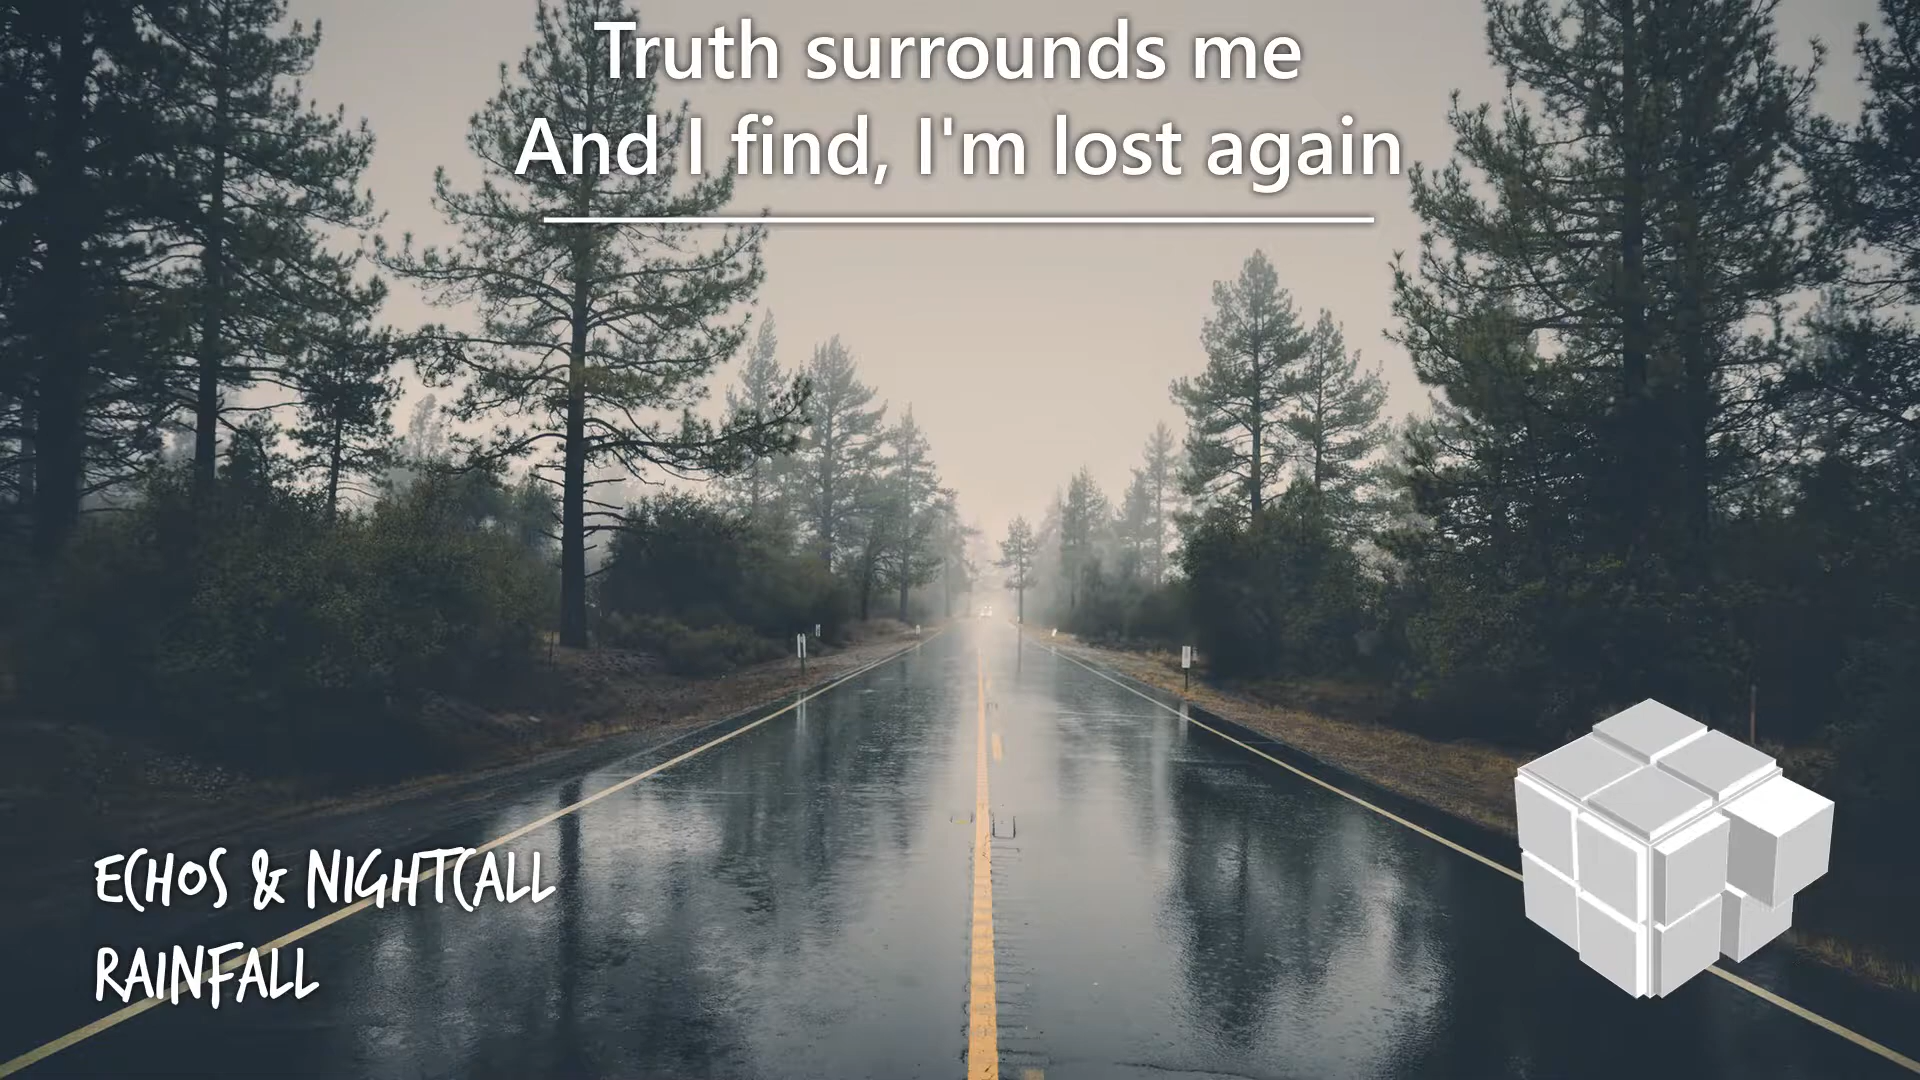 Truth surrounds me
And I find, I'm lost again
ECHOS & NIGHTCALL
RAINFALL